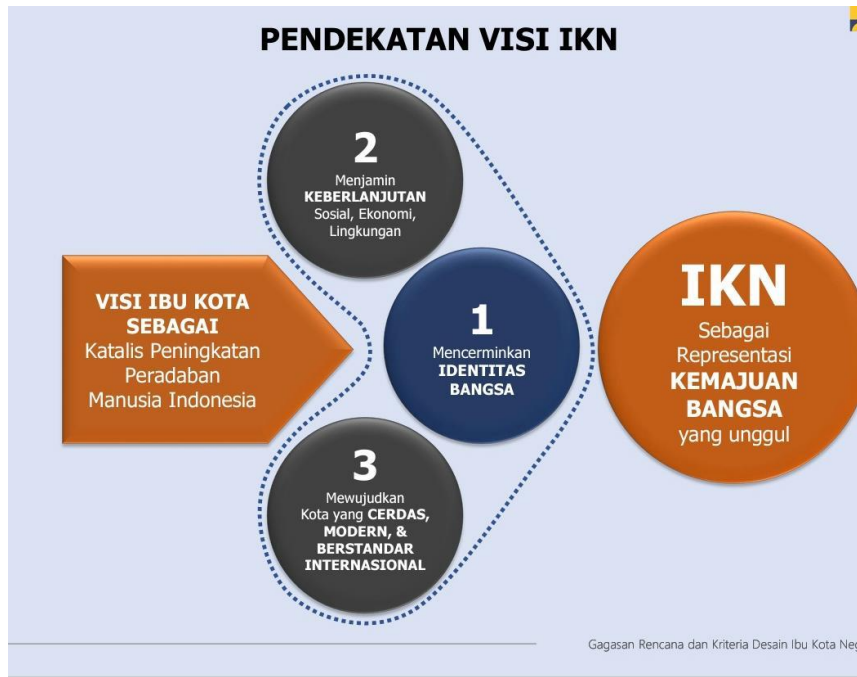 PENDEKATAN VISI IKN
VISI IBU KOTA
SEBAGAI
Katalis Peningkatan
Peradaban
Manusia Indonesia
1
Mencerminkan
IDENTITAS
BANGSA
2
Menjamin
KEBERLANJUTAN
Sosial, Ekonomi,
Lingkungan
3
Mewujudkan
Kota yang CERDAS,
MODERN, &
BERSTANDAR
INTERNASIONAL
IKN
Sebagai
Representasi
KEMAJUAN
BANGSA
yang unggul
Gagasan Rencana dan Kriteria Desain Ibu Kota Neg